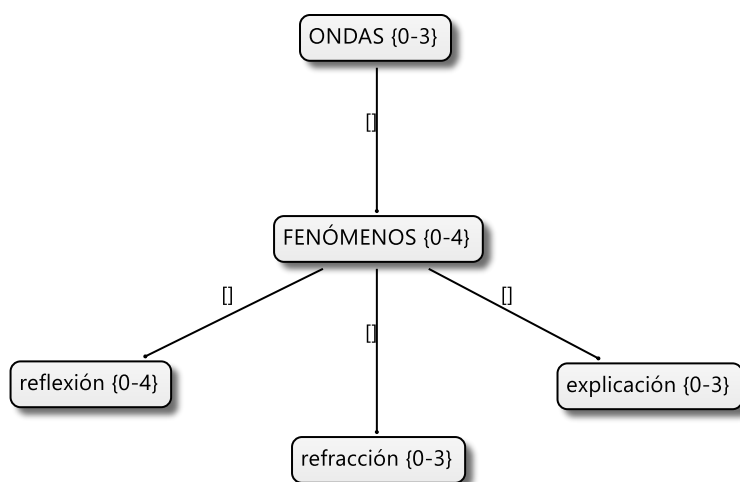 ONDAS {0-3}
[]
FENÓMENOS {0-4}
[]
[]
[]
reflexión {0-4}
explicación {0-3}
refracción {0-3}